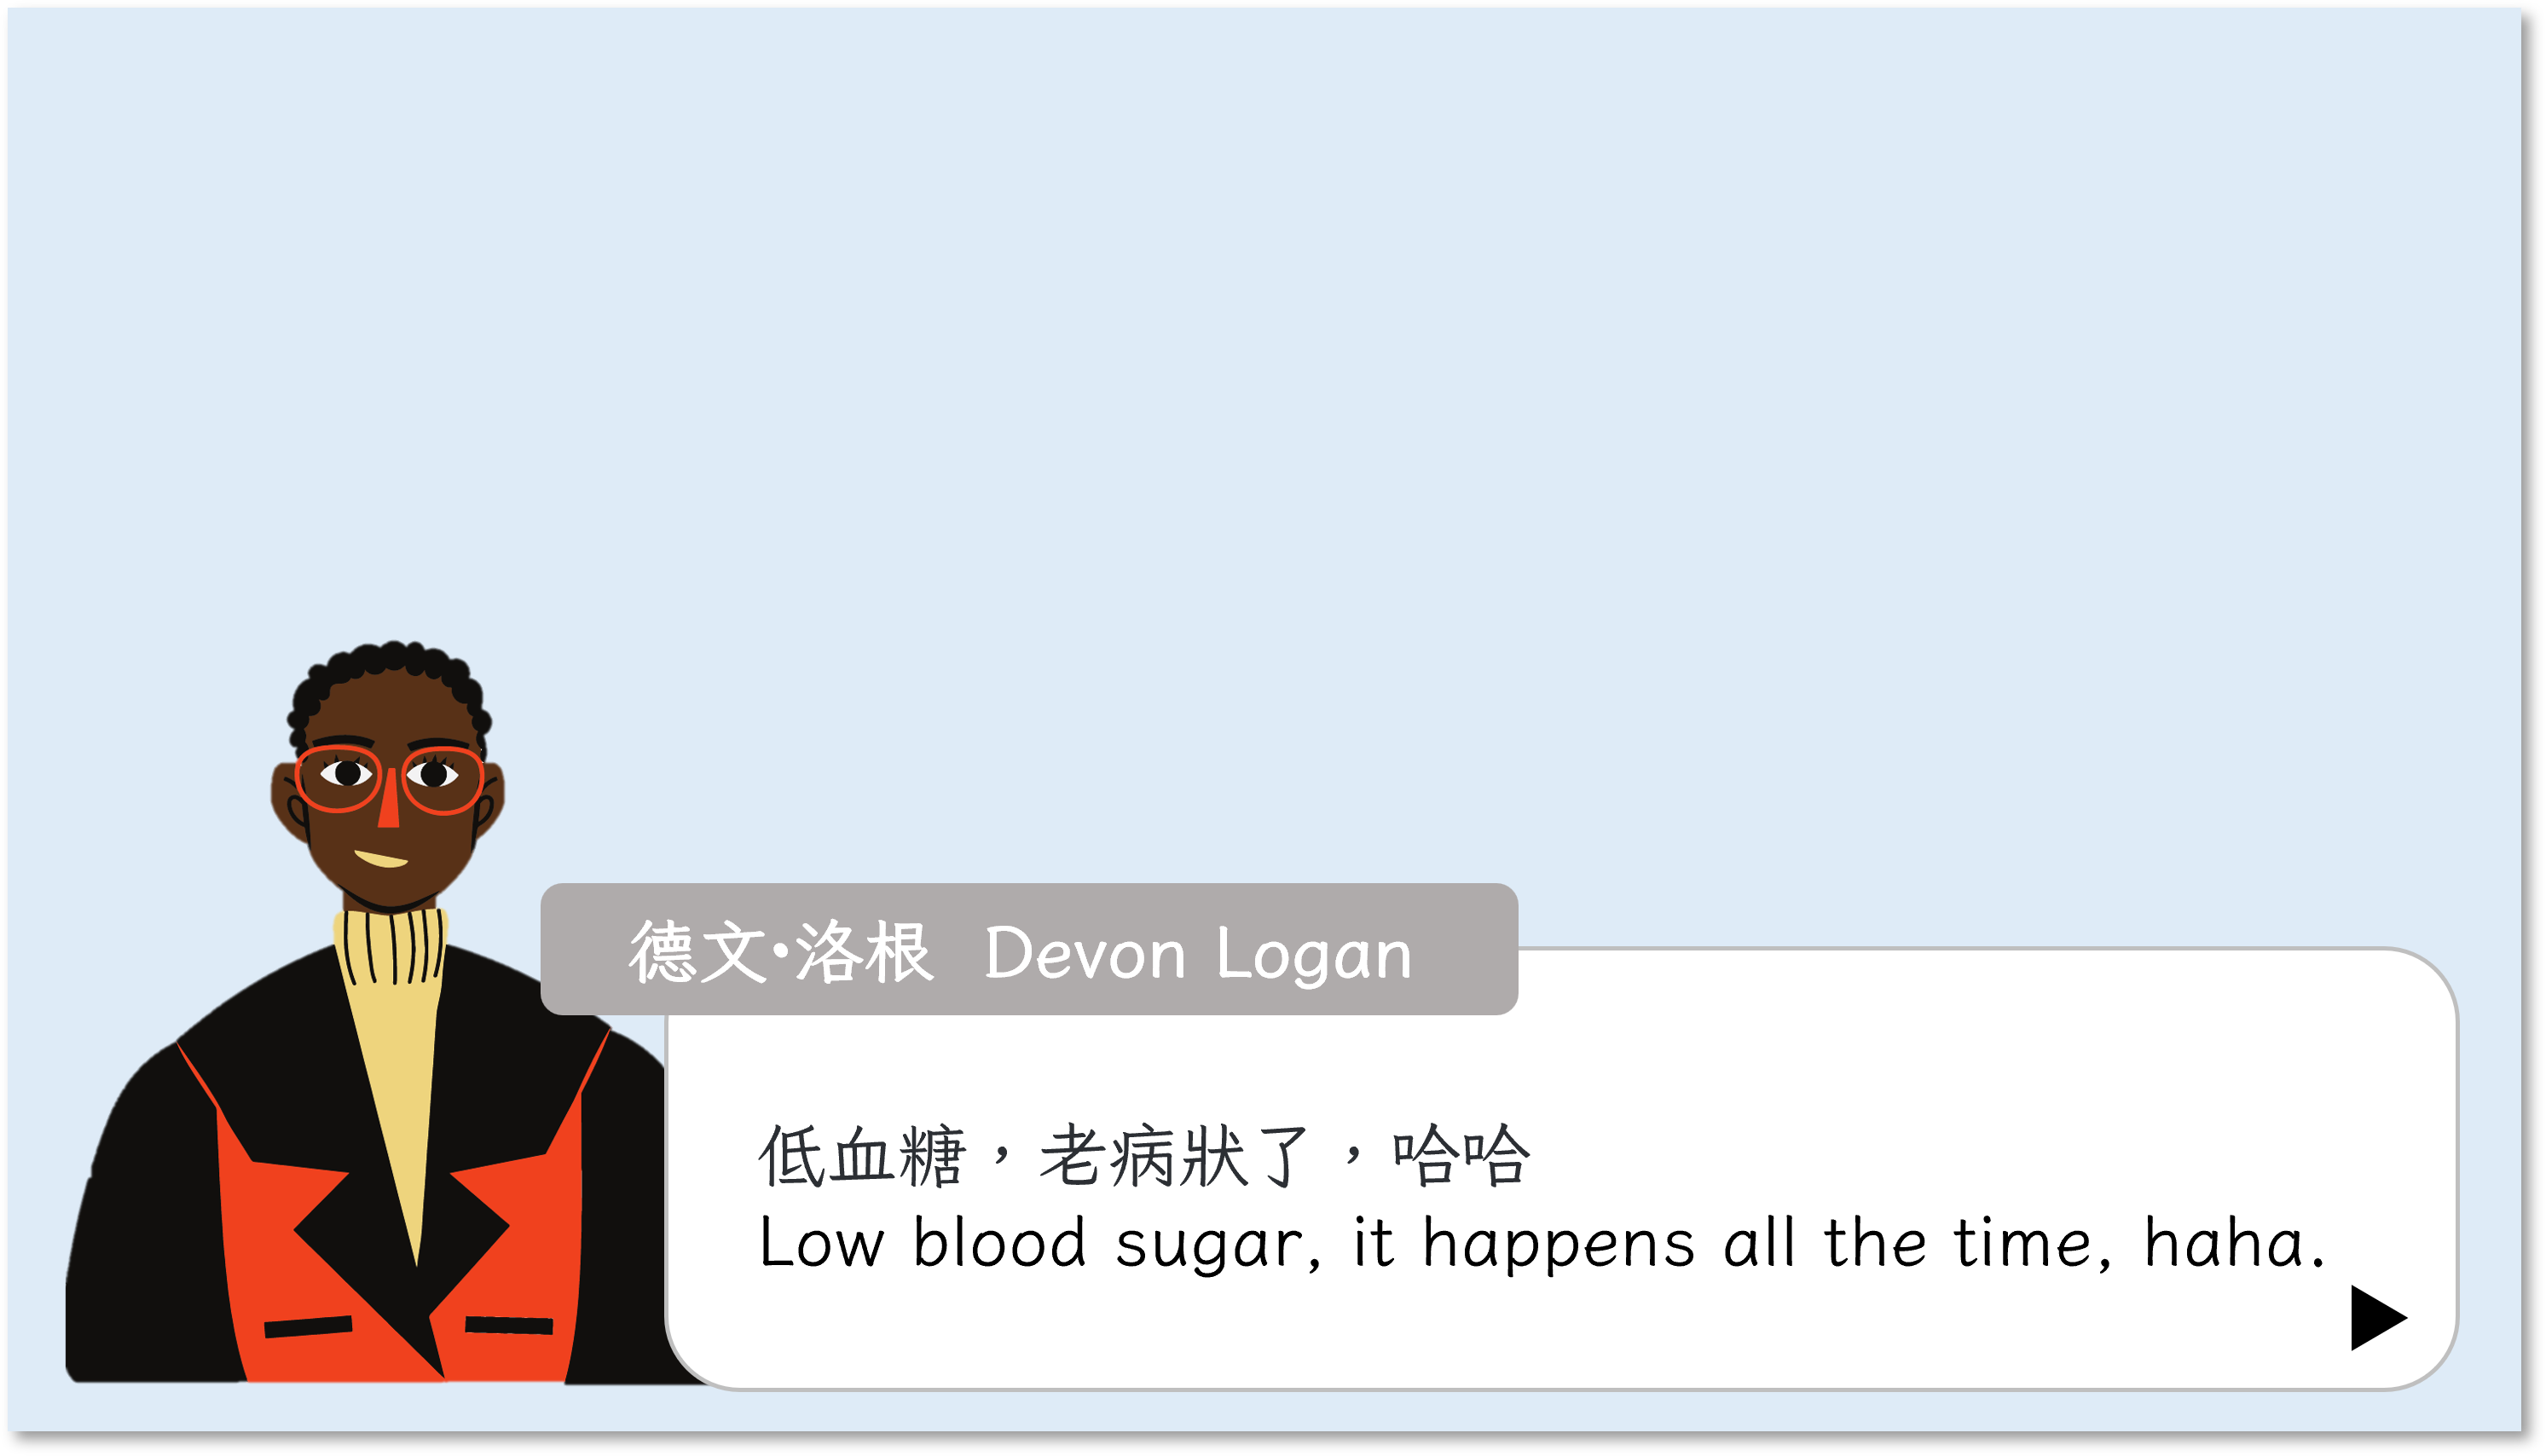 德文·洛根 Devon Logan
低血糖，老病狀了，哈哈
Low blood sugar, it happens all the time, haha.